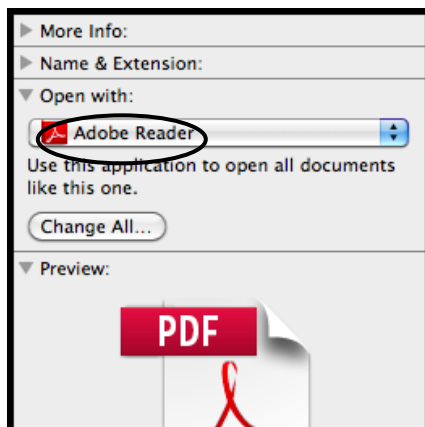 More Info:
Name & Extension:
Open with:
Adobe Reader
Use this application to open all documents
like this one.
Change All...
Preview:
PDF